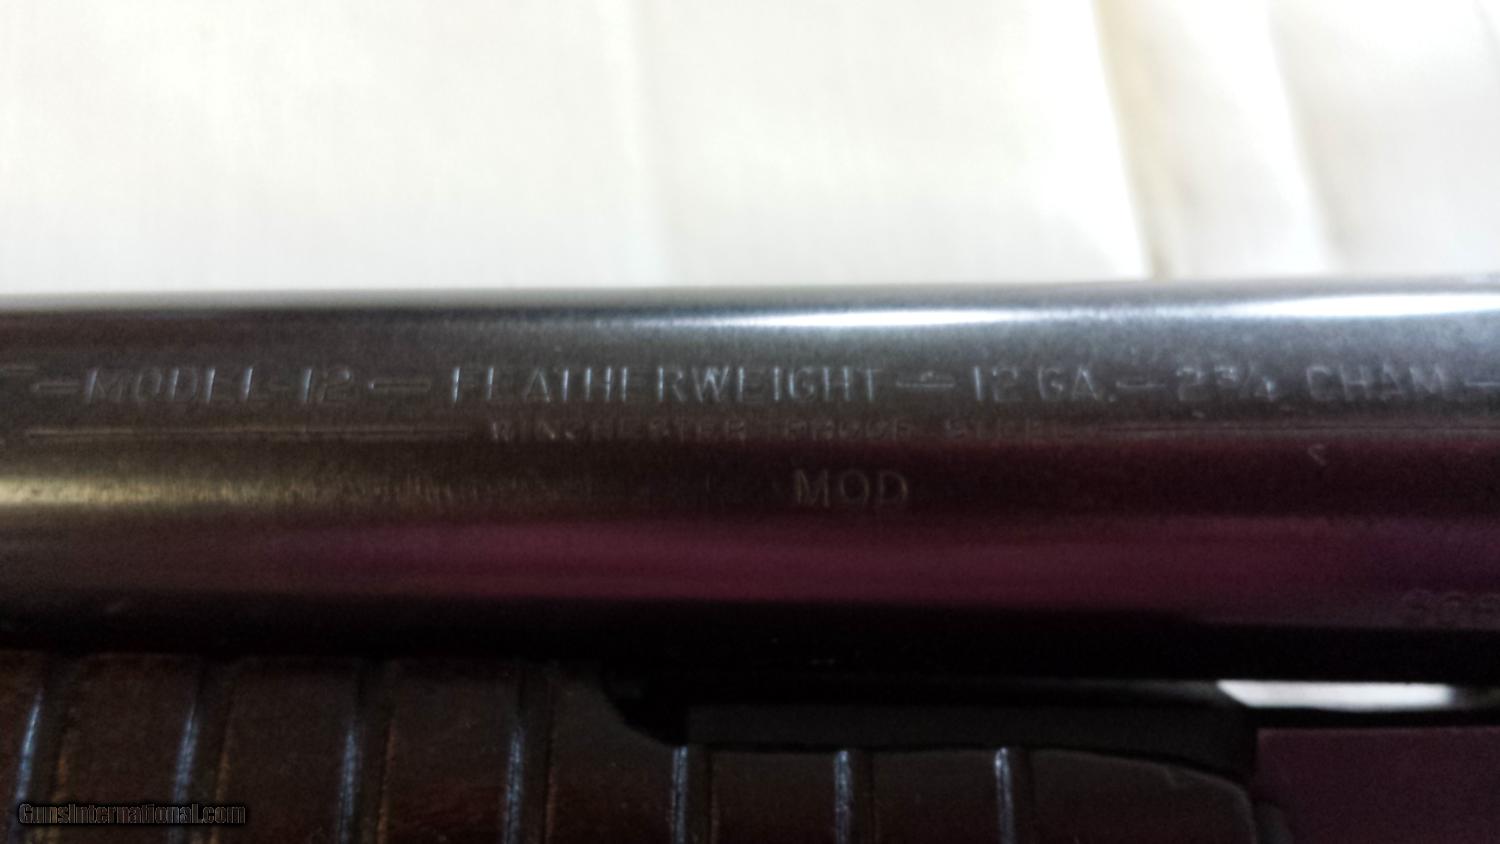 —MODEL-12— FEATHERWEIGHT —12 GA.— 2¾ CHAM—
WINCHESTER PROOF STEEL
MOD
GunsInternational.com